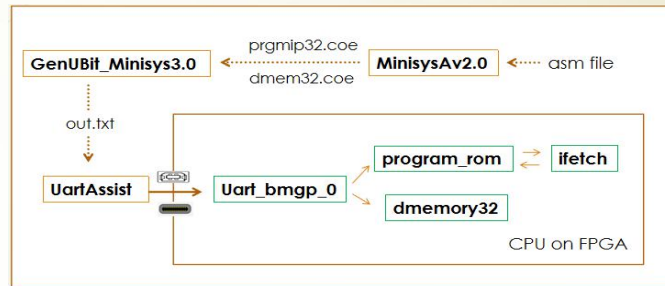 prgmip32.coe
GenUBit_Minisys3.0
MinisysAv2.0
asm file
dmem32.coe
out.txt
program_rom
ifetch
UartAssist
Uart_bmgp_0
dmemory32
CPU on FPGA